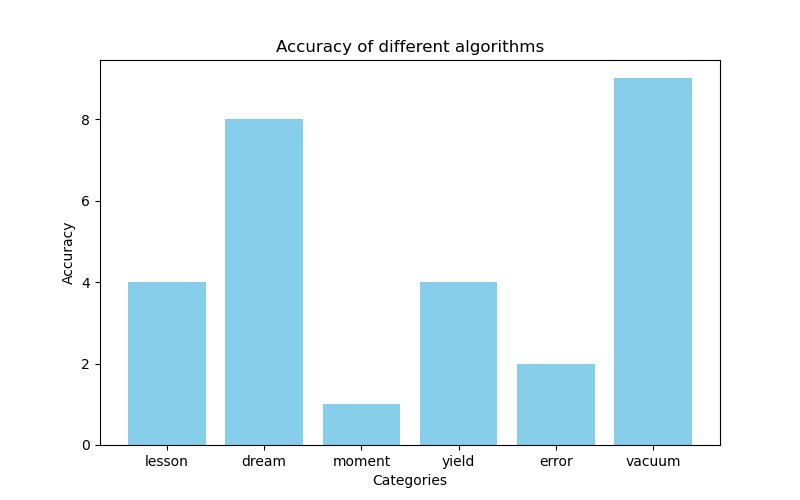 Accuracy of different algorithms
Accuracy
8
6
4
2
0
lesson dream moment yield error vacuum
Categories